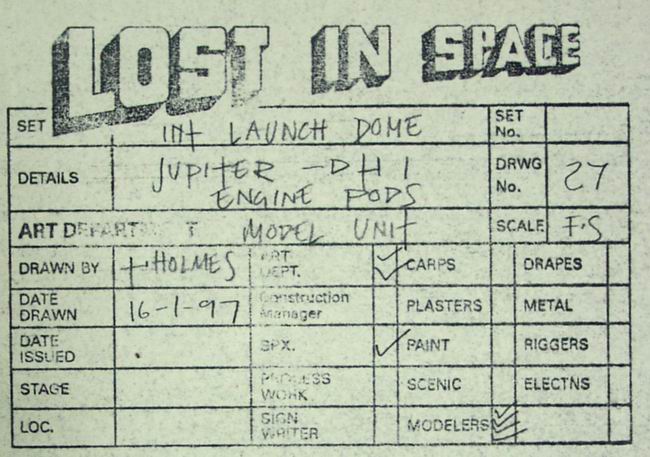 LOST IN SPACE
SET INT LAUNCH DOME SET No.
DETAILS JUPITER - DH 1 DRWG No. 27
ENGINE PODS
ART DEPARTMENT MODEL UNIT SCALE F.S
DRAWN BY HOLMES ART DEPT. CARPS DRAPES
DATE DRAWN 16-1-97 Construction Manager PLASTERS METAL
DATE ISSUED SPX. PAINT RIGGERS
STAGE PROCESS WORK SCENIC ELECTNS
LOC. SIGN WRITER MODELERS